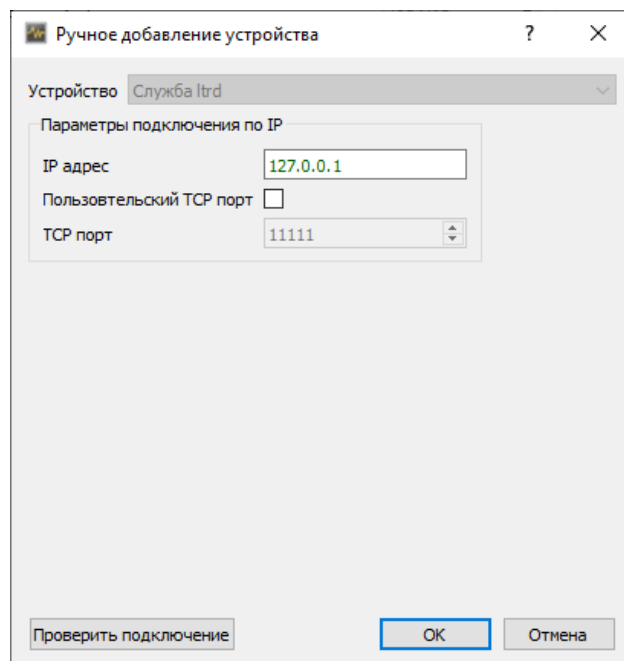 Ручное добавление устройства
?
Устройство Служба ltrd
Параметры подключения по IP
IP адрес 127.0.0.1
Пользовтельский TCP порт
TCP порт 11111
Проверить подключение OK Отмена